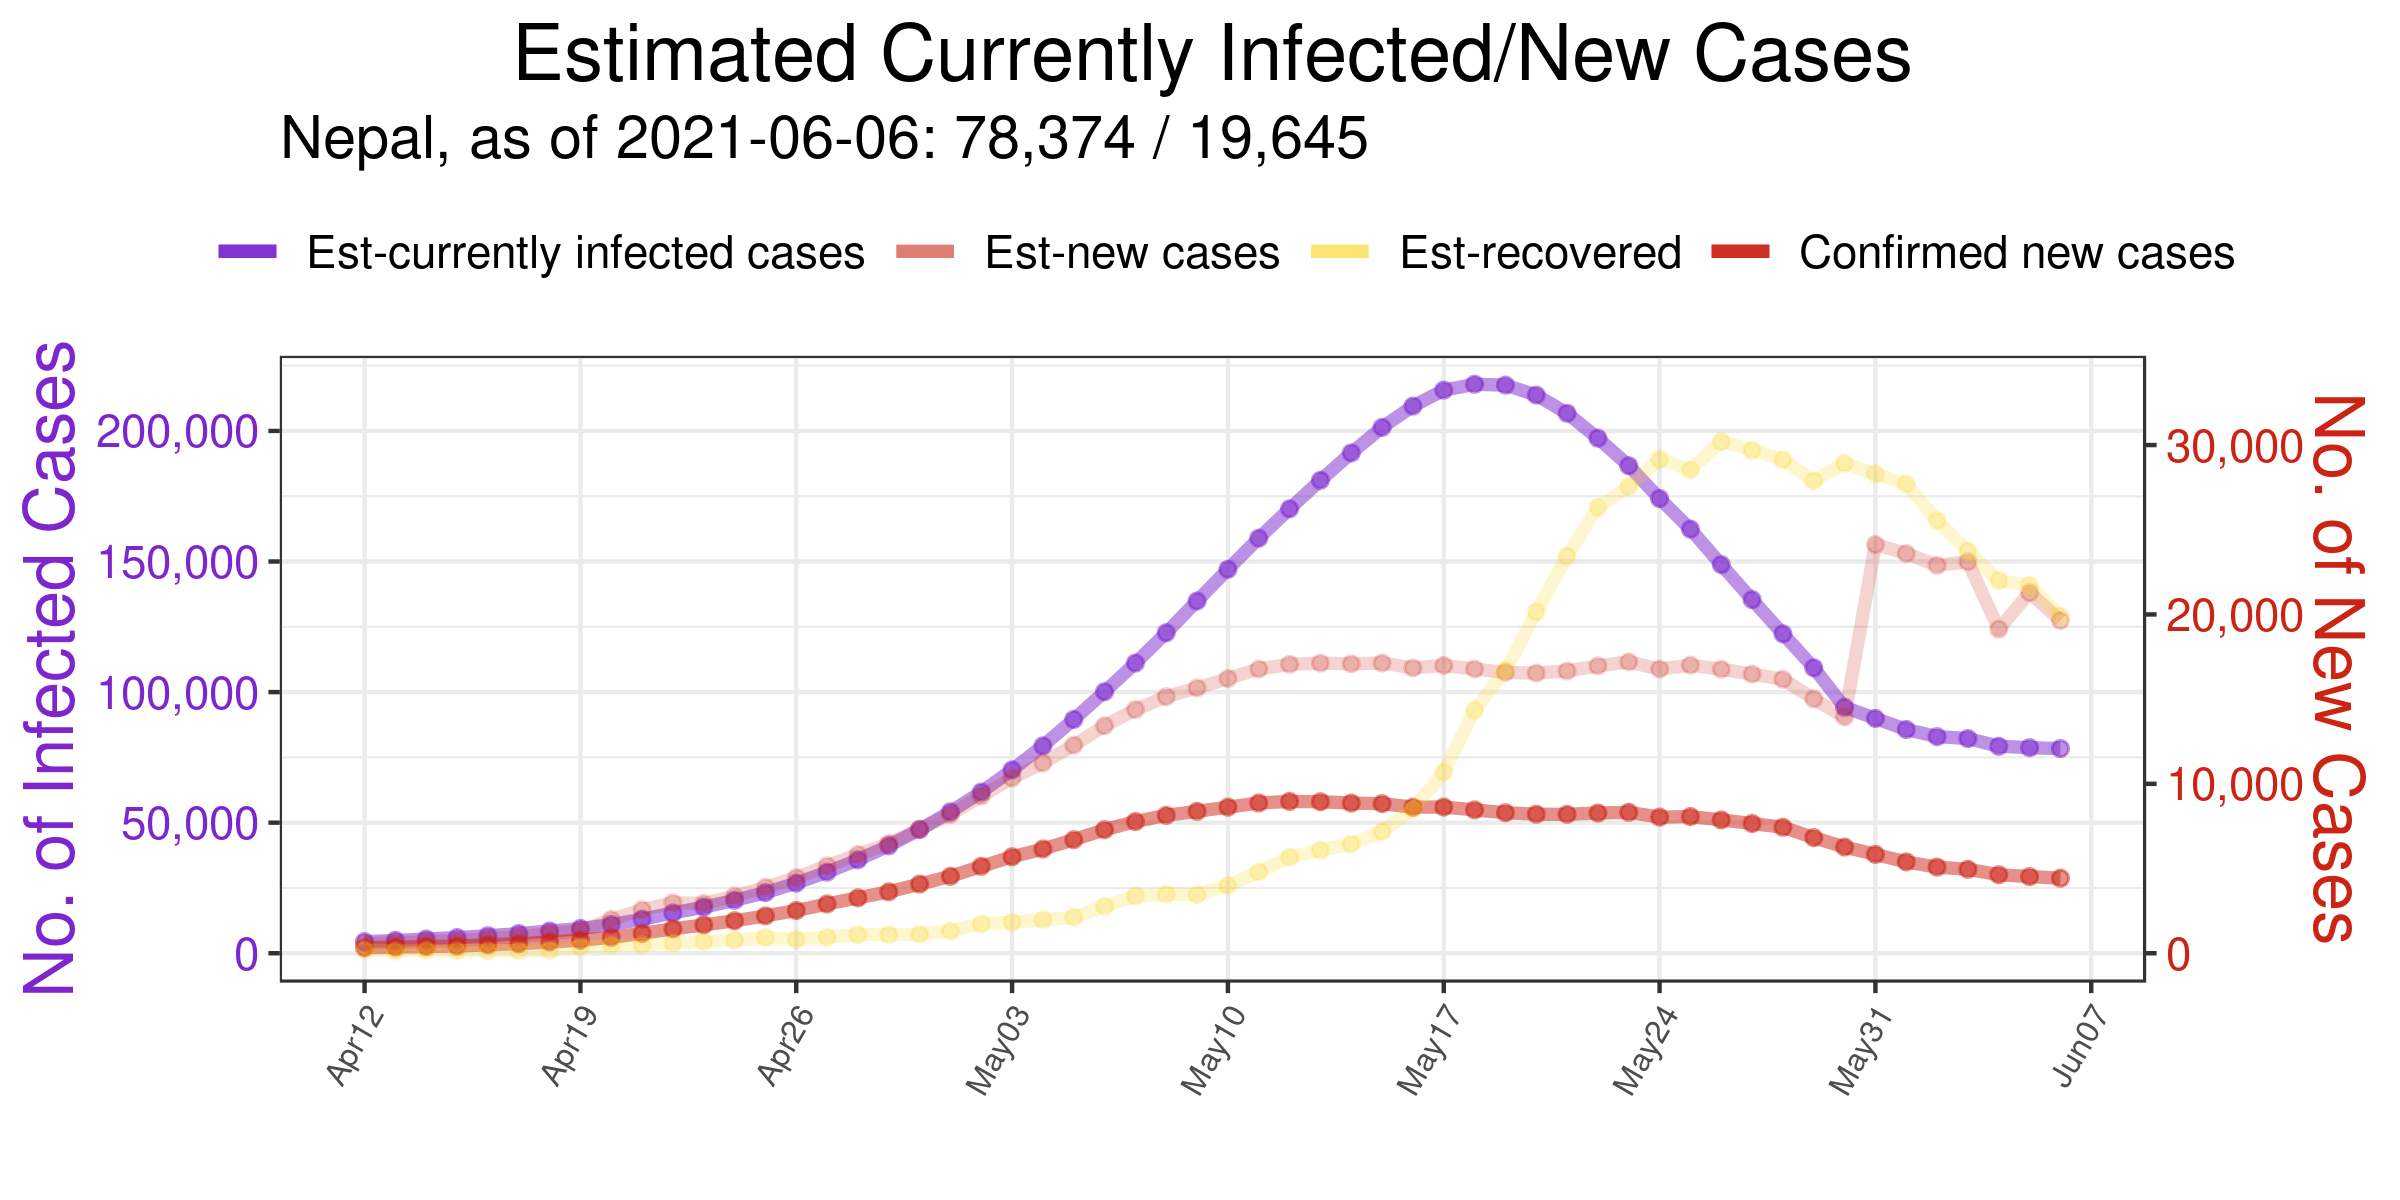 Estimated Currently Infected/New Cases
Nepal, as of 2021-06-06: 78,374 / 19,645
Est-currently infected cases Est-new cases Est-recovered Confirmed new cases
No. of Infected Cases
200,000
150,000
100,000
50,000
0
30,000
20,000
10,000
0
No. of New Cases
Apr12 Apr19 Apr26 May03 May10 May17 May24 May31 Jun07